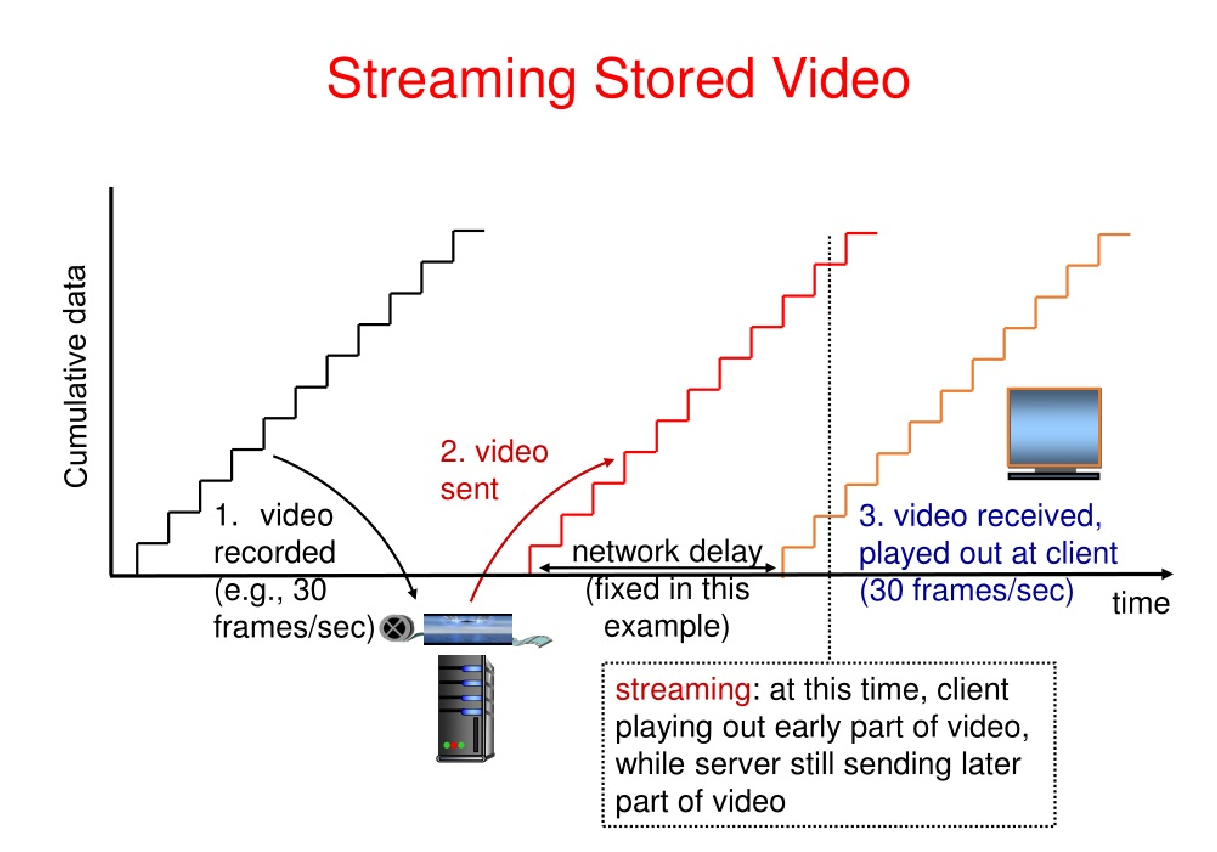 Streaming Stored Video
Cumulative data
1. video
recorded
(e.g., 30
frames/sec)
2. video
sent
network delay
(fixed in this
example)
3. video received,
played out at client
(30 frames/sec)
time
streaming: at this time, client
playing out early part of video,
while server still sending later
part of video